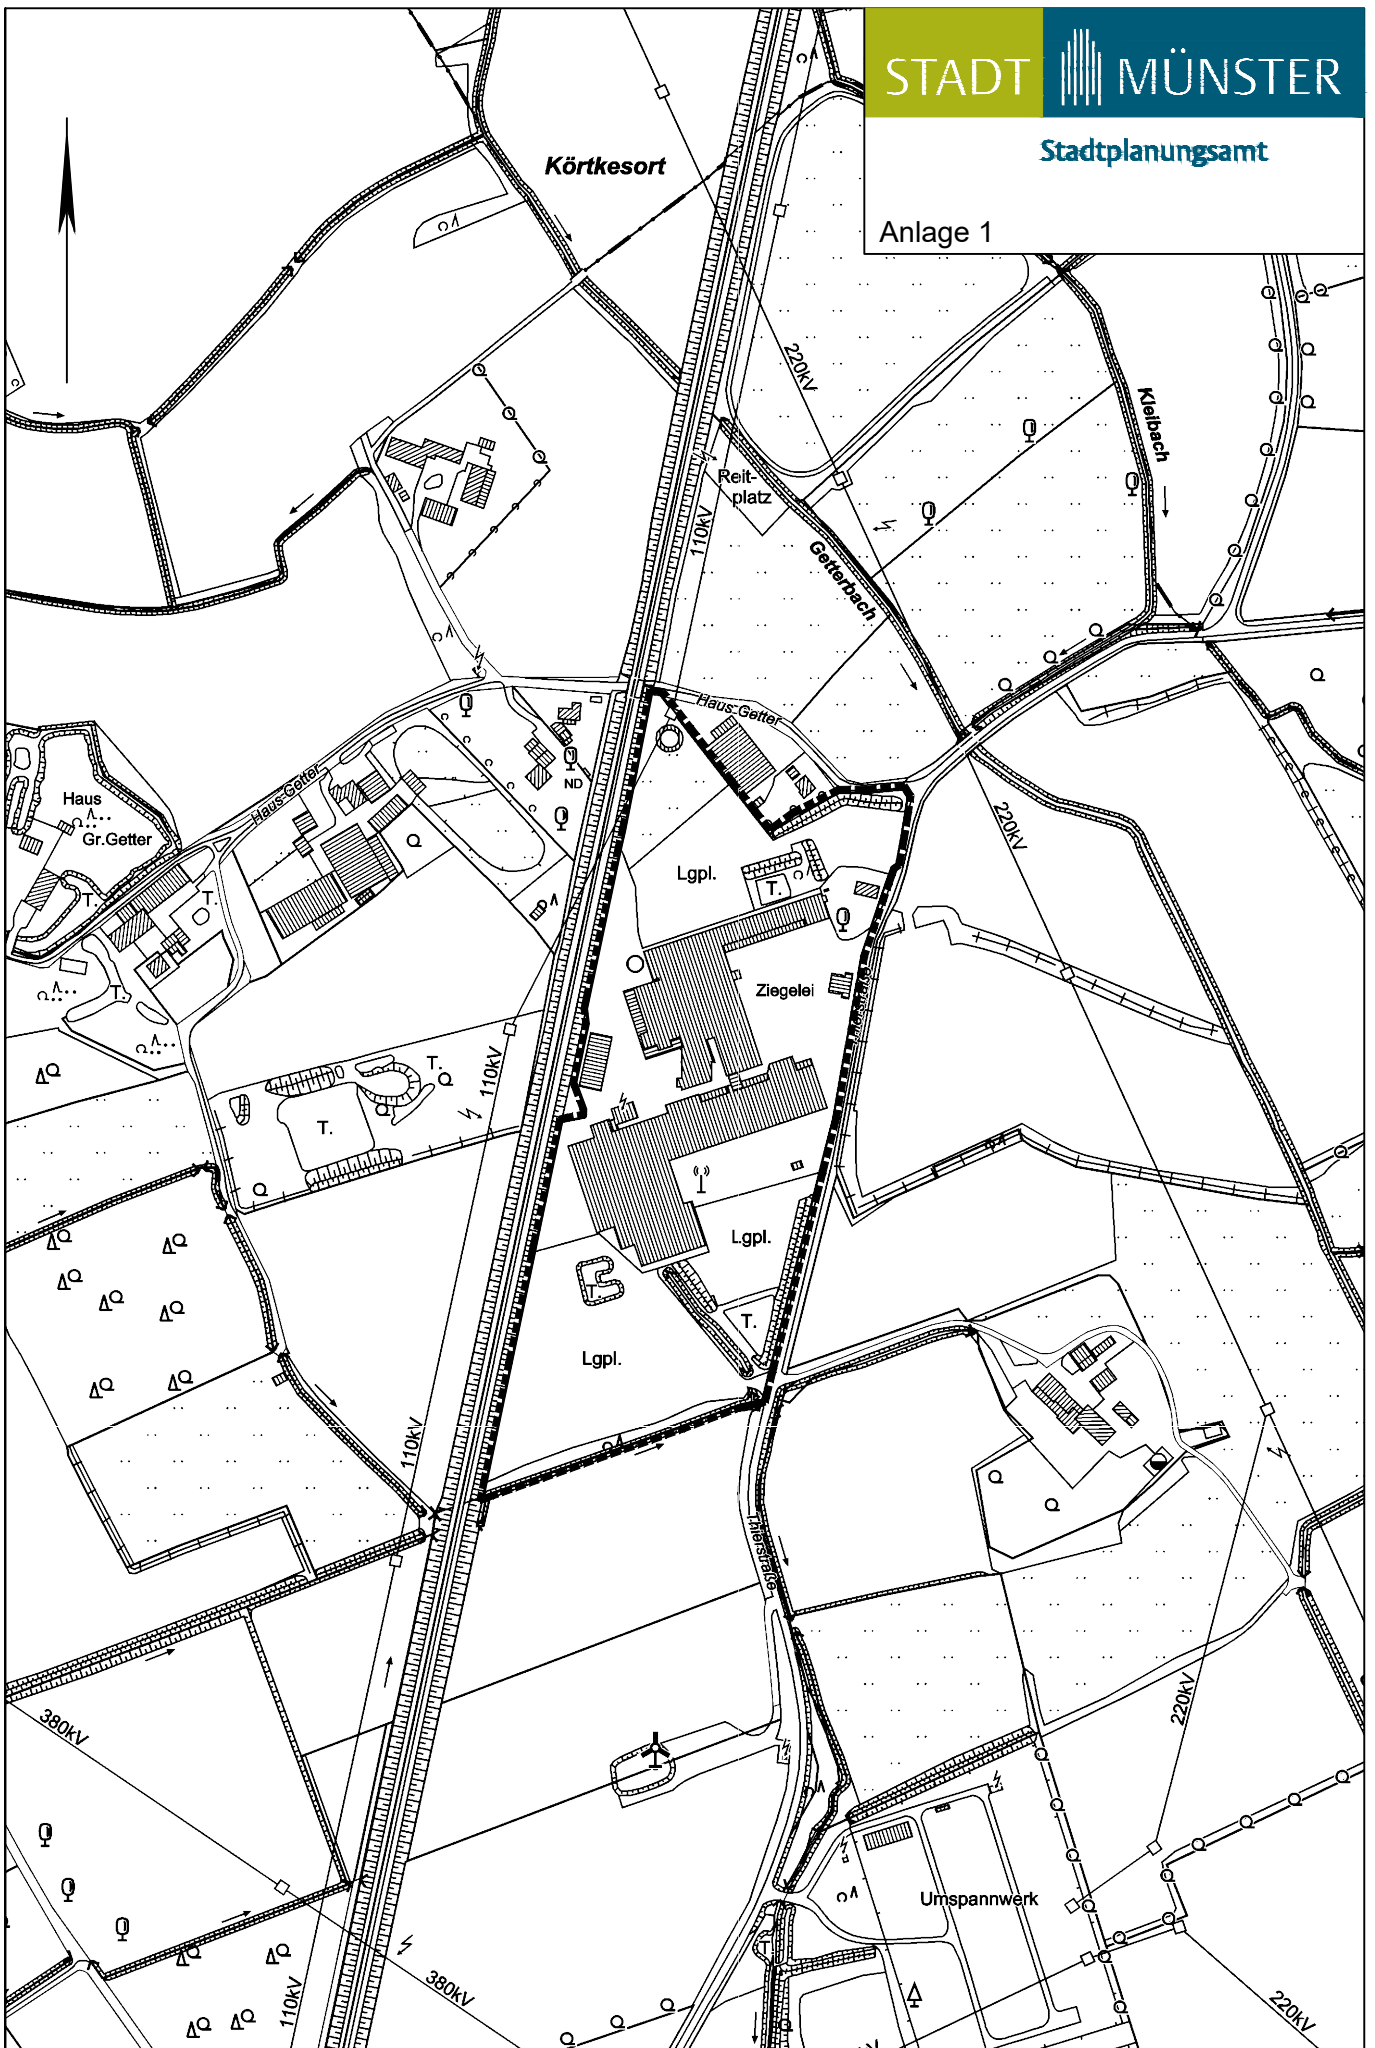 STADT MÜNSTER
Stadtplanungsamt
Anlage 1
Körtkesort
220kV
Kleibach
Reit-
platz
110kV
Getterbach
Haus Getter
Haus Getter
ND
Haus
Gr.Getter
T.
T.
T.
Lgpl.
T.
Ziegelei
110kV
T.
T.
220kV
Lgpl.
T.
T.
Lgpl.
110kV
Thierstraße
380kV
220kV
Umspannwerk
110kV
380kV
220kV